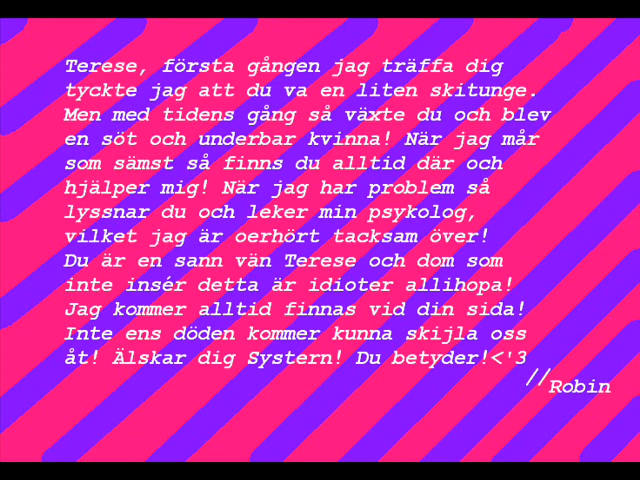 Terese, första gången jag träffa dig
tyckte jag att du va en liten skitunge.
Men med tidens gång så växte du och blev
en söt och underbar kvinna! När jag mår
som sämst så finns du alltid där och
hjälper mig! När jag har problem så
lyssnar du och leker min psykolog,
vilket jag är oerhört tacksam över!
Du är en sann vän Terese och dom som
inte insér detta är idioter allihopa!
Jag kommer alltid finnas vid din sida!
Inte ens döden kommer kunna skijla oss
åt! Älskar dig Systern! Du betyder!<'3
//Robin